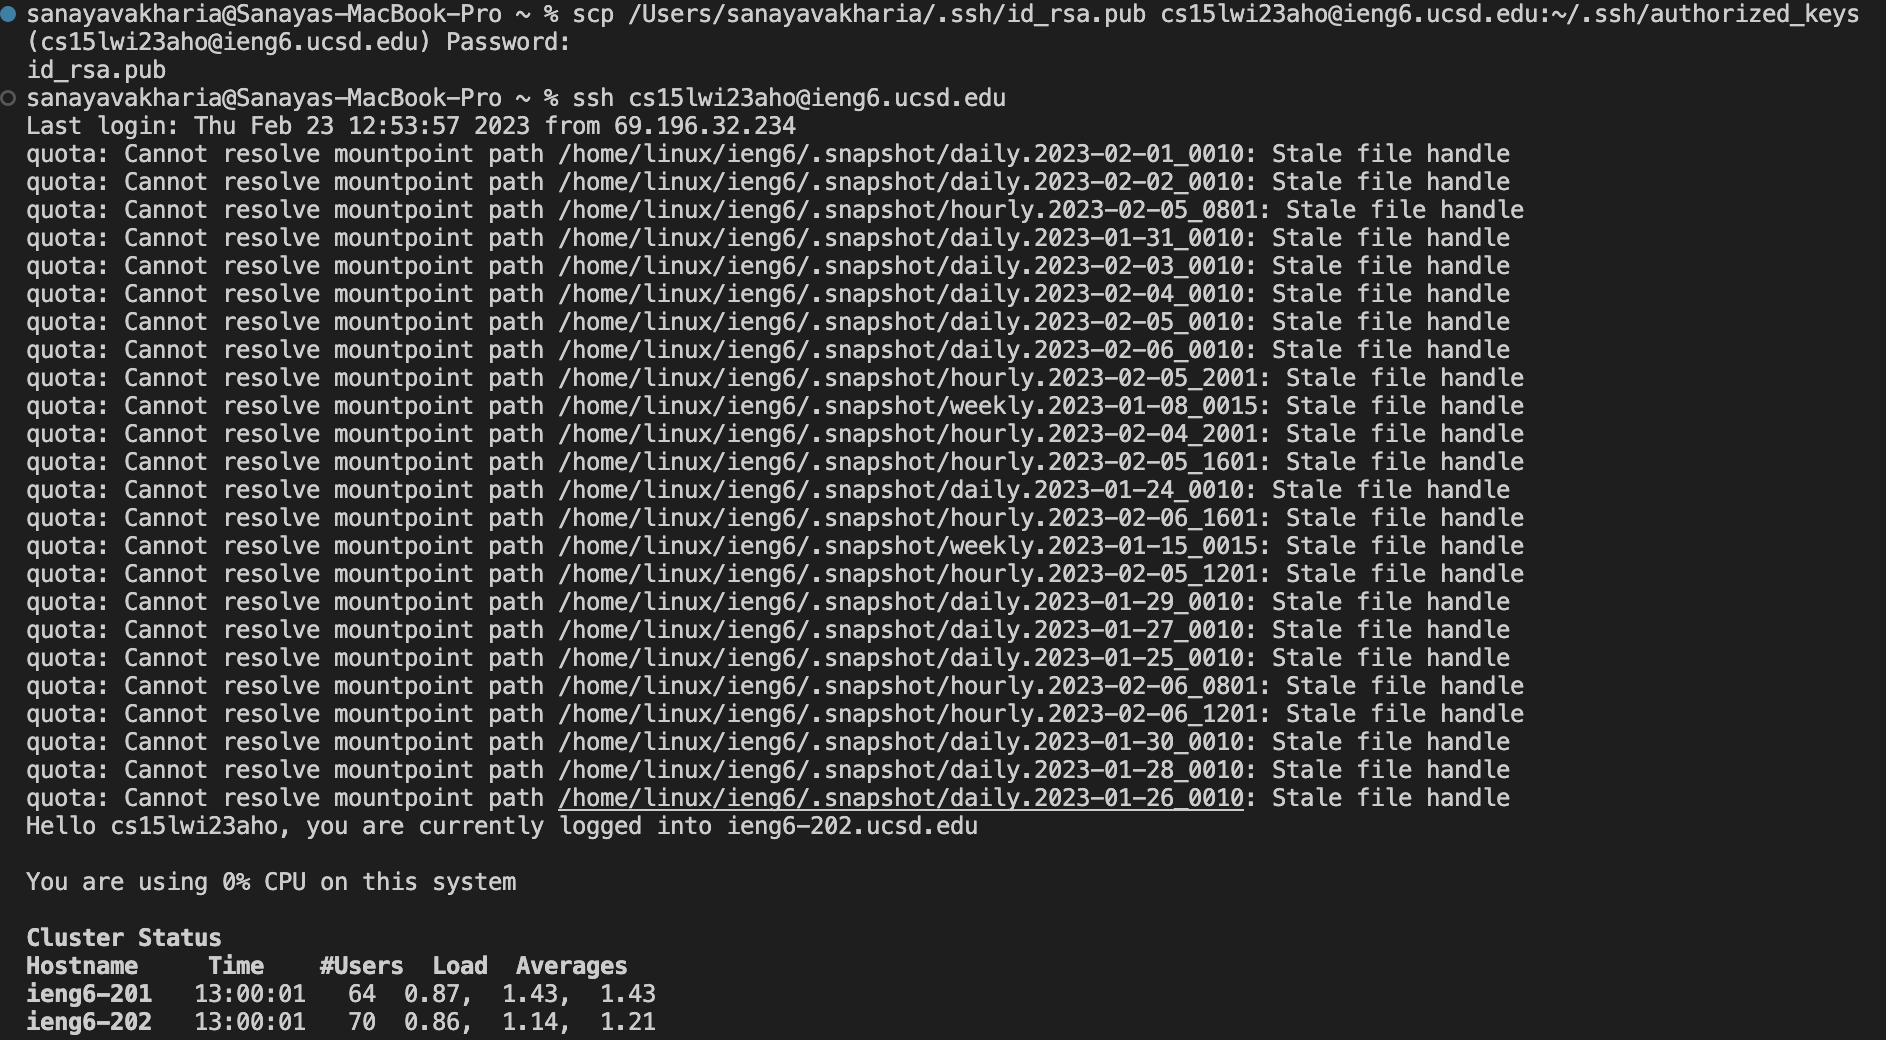 sanayavakharia@Sanayas-MacBook-Pro ~ % scp /Users/sanayavakharia/.ssh/id_rsa.pub cs15lwi23aho@ieng6.ucsd.edu:~/.ssh/authorized_keys
(cs15lwi23aho@ieng6.ucsd.edu) Password:
id_rsa.pub
sanayavakharia@Sanayas-MacBook-Pro ~ % ssh cs15lwi23aho@ieng6.ucsd.edu
Last login: Thu Feb 23 12:53:57 2023 from 69.196.32.234
quota: Cannot resolve mountpoint path /home/linux/ieng6/.snapshot/daily.2023-02-01_0010: Stale file handle
quota: Cannot resolve mountpoint path /home/linux/ieng6/.snapshot/daily.2023-02-02_0010: Stale file handle
quota: Cannot resolve mountpoint path /home/linux/ieng6/.snapshot/hourly.2023-02-05_0801: Stale file handle
quota: Cannot resolve mountpoint path /home/linux/ieng6/.snapshot/daily.2023-01-31_0010: Stale file handle
quota: Cannot resolve mountpoint path /home/linux/ieng6/.snapshot/daily.2023-02-03_0010: Stale file handle
quota: Cannot resolve mountpoint path /home/linux/ieng6/.snapshot/daily.2023-02-04_0010: Stale file handle
quota: Cannot resolve mountpoint path /home/linux/ieng6/.snapshot/daily.2023-02-05_0010: Stale file handle
quota: Cannot resolve mountpoint path /home/linux/ieng6/.snapshot/daily.2023-02-06_0010: Stale file handle
quota: Cannot resolve mountpoint path /home/linux/ieng6/.snapshot/hourly.2023-02-05_2001: Stale file handle
quota: Cannot resolve mountpoint path /home/linux/ieng6/.snapshot/weekly.2023-01-08_0015: Stale file handle
quota: Cannot resolve mountpoint path /home/linux/ieng6/.snapshot/hourly.2023-02-04_2001: Stale file handle
quota: Cannot resolve mountpoint path /home/linux/ieng6/.snapshot/hourly.2023-02-05_1601: Stale file handle
quota: Cannot resolve mountpoint path /home/linux/ieng6/.snapshot/daily.2023-01-24_0010: Stale file handle
quota: Cannot resolve mountpoint path /home/linux/ieng6/.snapshot/hourly.2023-02-06_1601: Stale file handle
quota: Cannot resolve mountpoint path /home/linux/ieng6/.snapshot/weekly.2023-01-15_0015: Stale file handle
quota: Cannot resolve mountpoint path /home/linux/ieng6/.snapshot/hourly.2023-02-05_1201: Stale file handle
quota: Cannot resolve mountpoint path /home/linux/ieng6/.snapshot/daily.2023-01-29_0010: Stale file handle
quota: Cannot resolve mountpoint path /home/linux/ieng6/.snapshot/daily.2023-01-27_0010: Stale file handle
quota: Cannot resolve mountpoint path /home/linux/ieng6/.snapshot/daily.2023-01-25_0010: Stale file handle
quota: Cannot resolve mountpoint path /home/linux/ieng6/.snapshot/hourly.2023-02-06_0801: Stale file handle
quota: Cannot resolve mountpoint path /home/linux/ieng6/.snapshot/hourly.2023-02-06_1201: Stale file handle
quota: Cannot resolve mountpoint path /home/linux/ieng6/.snapshot/daily.2023-01-30_0010: Stale file handle
quota: Cannot resolve mountpoint path /home/linux/ieng6/.snapshot/daily.2023-01-28_0010: Stale file handle
quota: Cannot resolve mountpoint path /home/linux/ieng6/.snapshot/daily.2023-01-26_0010: Stale file handle
Hello cs15lwi23aho, you are currently logged into ieng6-202.ucsd.edu
You are using 0% CPU on this system
Cluster Status
Hostname     Time    #Users  Load  Averages
ieng6-201   13:00:01   64  0.87,  1.43,  1.43
ieng6-202   13:00:01   70  0.86,  1.14,  1.21